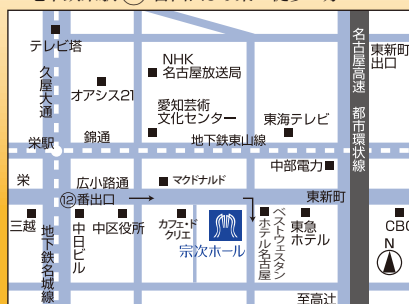 テレビ塔
久屋大通
NHK
名古屋放送局
オアシス21
愛知芸術
文化センター
東海テレビ
名古屋高速 都市環状線
東新町
出口
栄駅
錦通
地下鉄東山線
中部電力
栄
広小路通
マクドナルド
東新町
⑫番出口
三越
地下鉄名城線
中日ビル
中区役所
カフェ・ド
クリエ
宗次ホール
ベストウェスタン
ホテル名古屋
東急
ホテル
CBC
N
至高辻